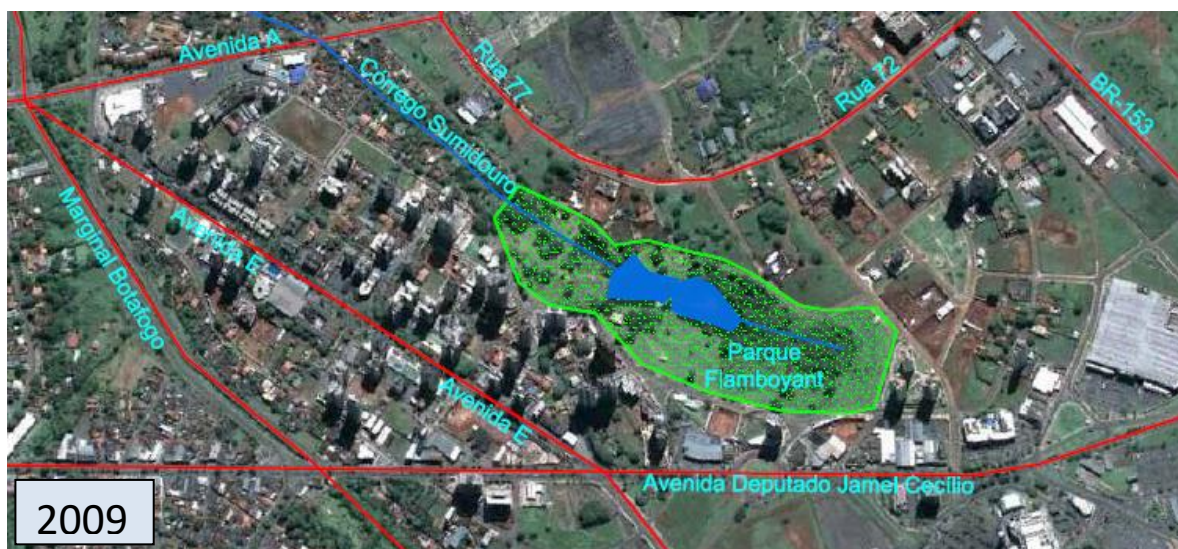 Avenida A
Rua 77
Rua 72
BR-153
Córrego Sumidouro
Marginal Botafogo
Avenida E
Avenida E
Parque
Flamboyant
Avenida Deputado Jamel Cecílio
2009